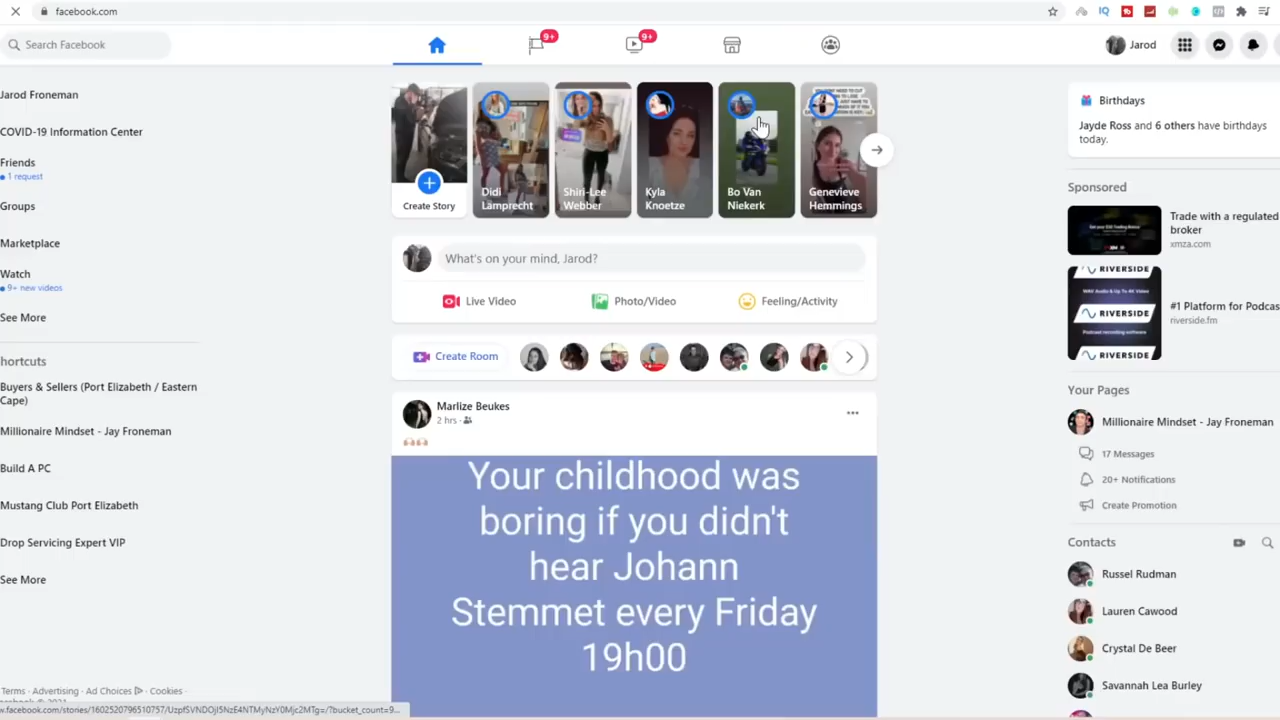 facebook.com
Search Facebook
9+
9+
Jarod
Jarod Froneman
COVID-19 Information Center
Friends
1 request
Groups
Marketplace
Watch
9+ new videos
See More
hortcuts
Buyers & Sellers (Port Elizabeth / Eastern
Cape)
Millionaire Mindset - Jay Froneman
Build A PC
Mustang Club Port Elizabeth
Drop Servicing Expert VIP
See More
Terms · Advertising · Ad Choices · Cookies ·
Create Story
Didi
Lamprecht
Shiri-Lee
Webber
Kyla
Knoetze
Bo Van
Niekerk
Genevieve
Hemmings
What's on your mind, Jarod?
Live Video
Photo/Video
Feeling/Activity
Create Room
Marlize Beukes
2 hrs ·
Your childhood was
boring if you didn't
hear Johann
Stemmet every Friday
19h00
Birthdays
Jayde Ross and 6 others have birthdays
today.
Sponsored
Trade with a regulated
broker
xmza.com
RIVERSIDE
RIVERSIDE
RIVERSIDE
#1 Platform for Podcas
riverside.fm
Your Pages
Millionaire Mindset - Jay Froneman
17 Messages
20+ Notifications
Create Promotion
Contacts
Russel Rudman
Lauren Cawood
Crystal De Beer
Savannah Lea Burley